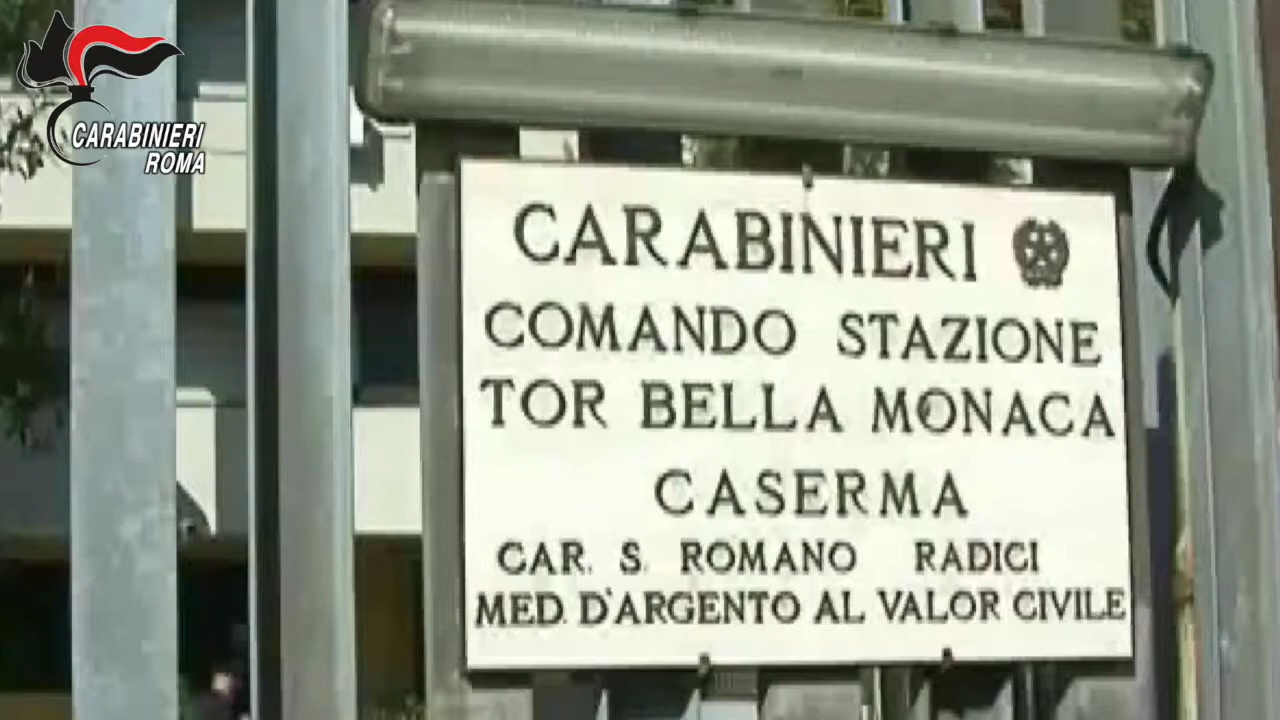 CARABINIERI
ROMA
CARABINIERI
COMANDO STAZIONE
TOR BELLA MONACA
CASERMA
CAR. S. ROMANO RADICI
MED. D'ARGENTO AL VALOR CIVILE